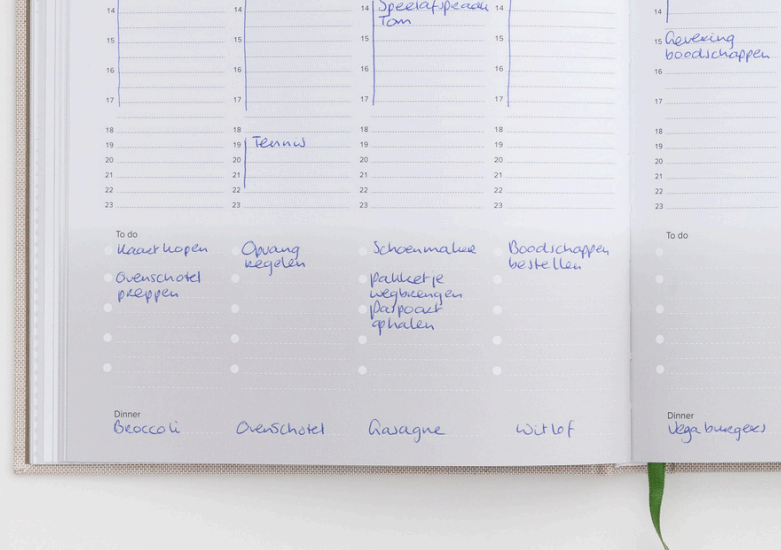 14
15
16
17
18
19
20
21
22
23
To do
Kaart kopen
Ovenschotel
preppen
Dinner
Broccoli
14
15
16
17
18
19
Tennis
20
21
22
23
Opvang
regelen
Ovenschotel
14
Speelafspraak
Tom
15
16
17
18
19
20
21
22
23
Schoenmaker
pakketje
wegbrengen
Paspoort
ophalen
Lasagne
14
15
16
17
18
19
20
21
22
23
Boodschappen
bestellen
Witlof
14
15
Levering
boodschappen
16
17
18
19
20
21
22
23
To do
Dinner
Vegaburgers